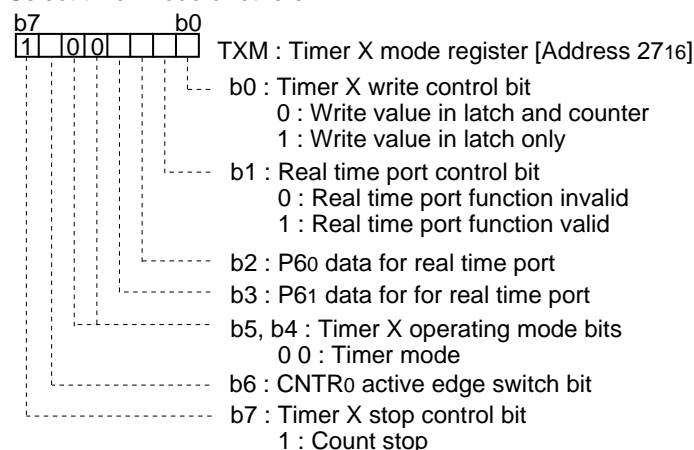 b7 b0
1 0 0 TXM : Timer X mode register [Address 2716]
b0 : Timer X write control bit
0 : Write value in latch and counter
1 : Write value in latch only
b1 : Real time port control bit
0 : Real time port function invalid
1 : Real time port function valid
b2 : P60 data for real time port
b3 : P61 data for for real time port
b5, b4 : Timer X operating mode bits
0 0 : Timer mode
b6 : CNTR0 active edge switch bit
b7 : Timer X stop control bit
1 : Count stop